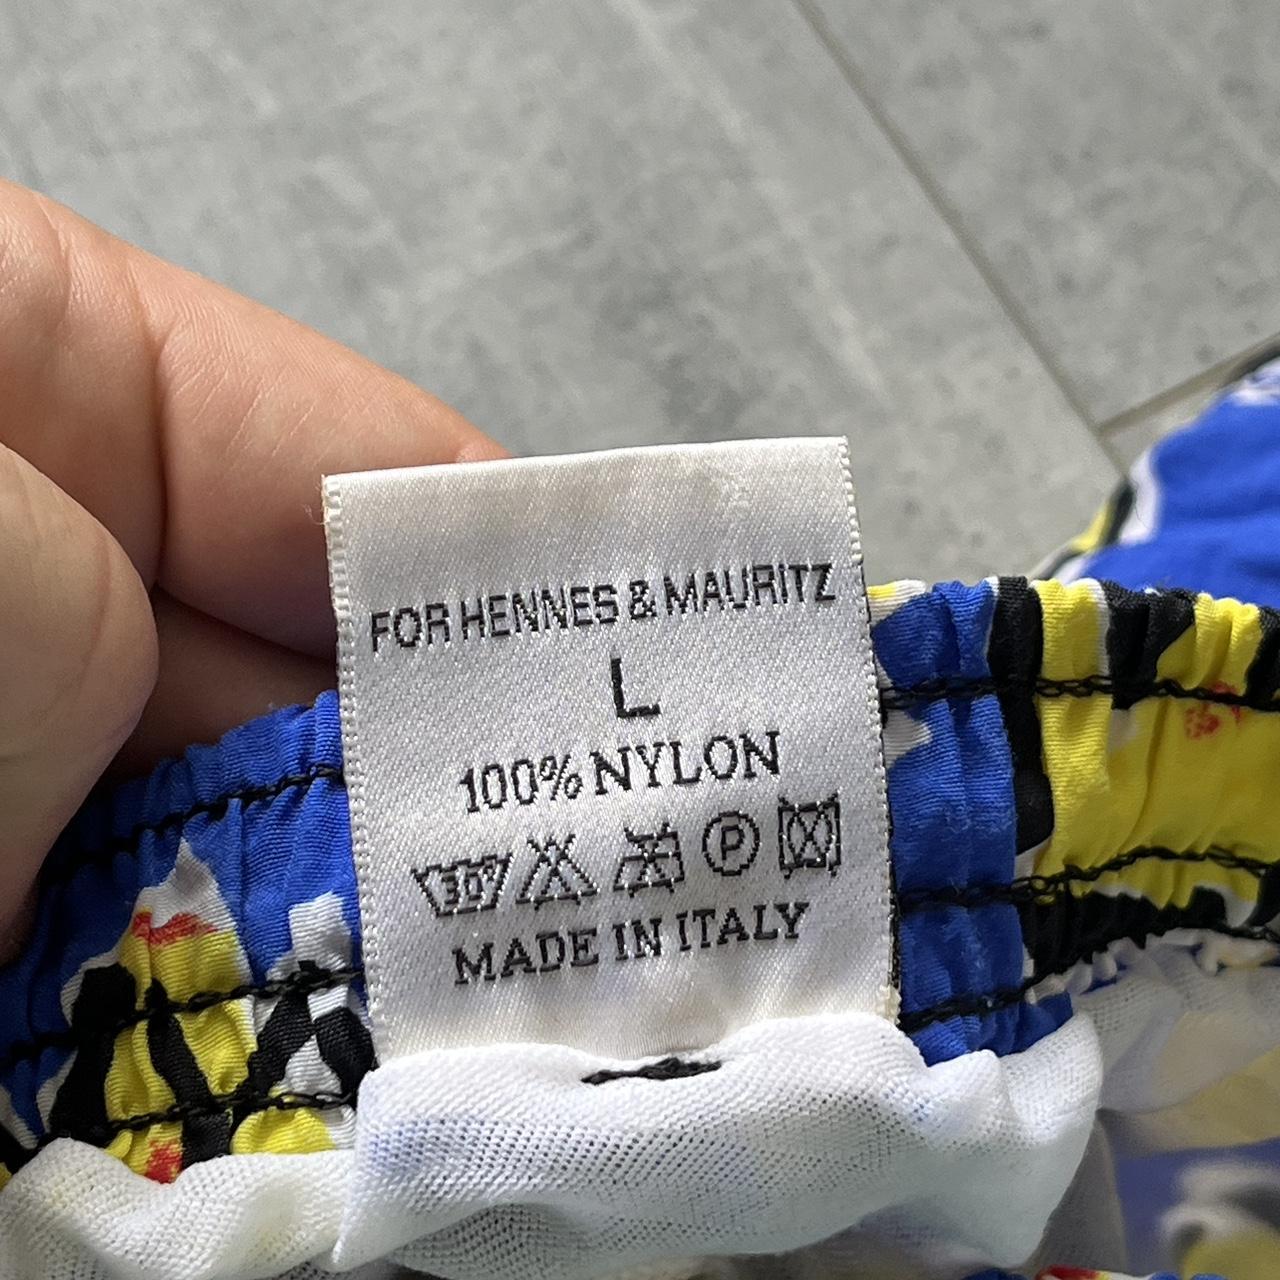 FOR HENNES & MAURITZ
L
100% NYLON
30° P
MADE IN ITALY